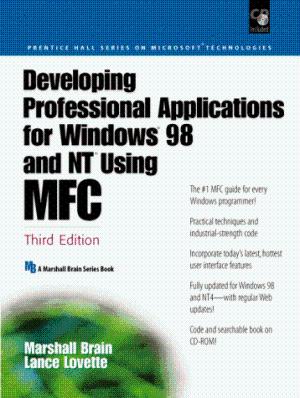 CD
included
PRENTICE HALL SERIES ON MICROSOFT® TECHNOLOGIES
Developing
Professional Applications
for Windows® 98
and NT® Using
MFC
Third Edition
The #1 MFC guide for every
Windows programmer!
Practical techniques and
industrial-strength code
Incorporate today's latest, hottest
user interface features
Fully updated for Windows 98
and NT4—with regular Web
updates!
Code and searchable book on
CD-ROM!
MB A Marshall Brain Series Book
Marshall Brain
Lance Lovette